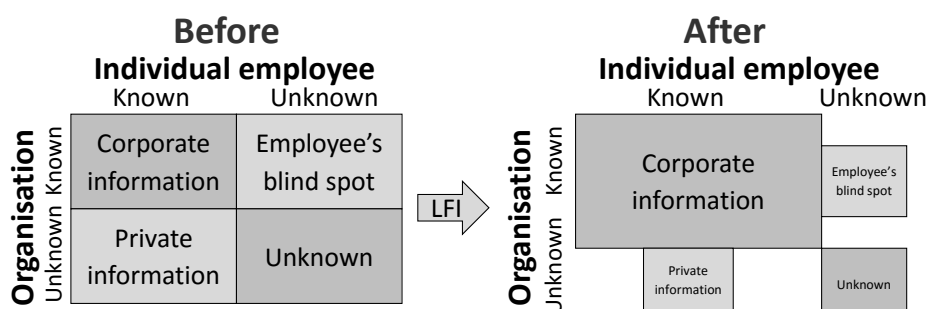 Before
Individual employee
Known Unknown
Organisation
Unknown Known
Corporate
information
Employee's
blind spot
Private
information
Unknown
LFI
After
Individual employee
Known Unknown
Organisation
Unknown Known
Corporate
information
Employee's
blind spot
Private
information
Unknown